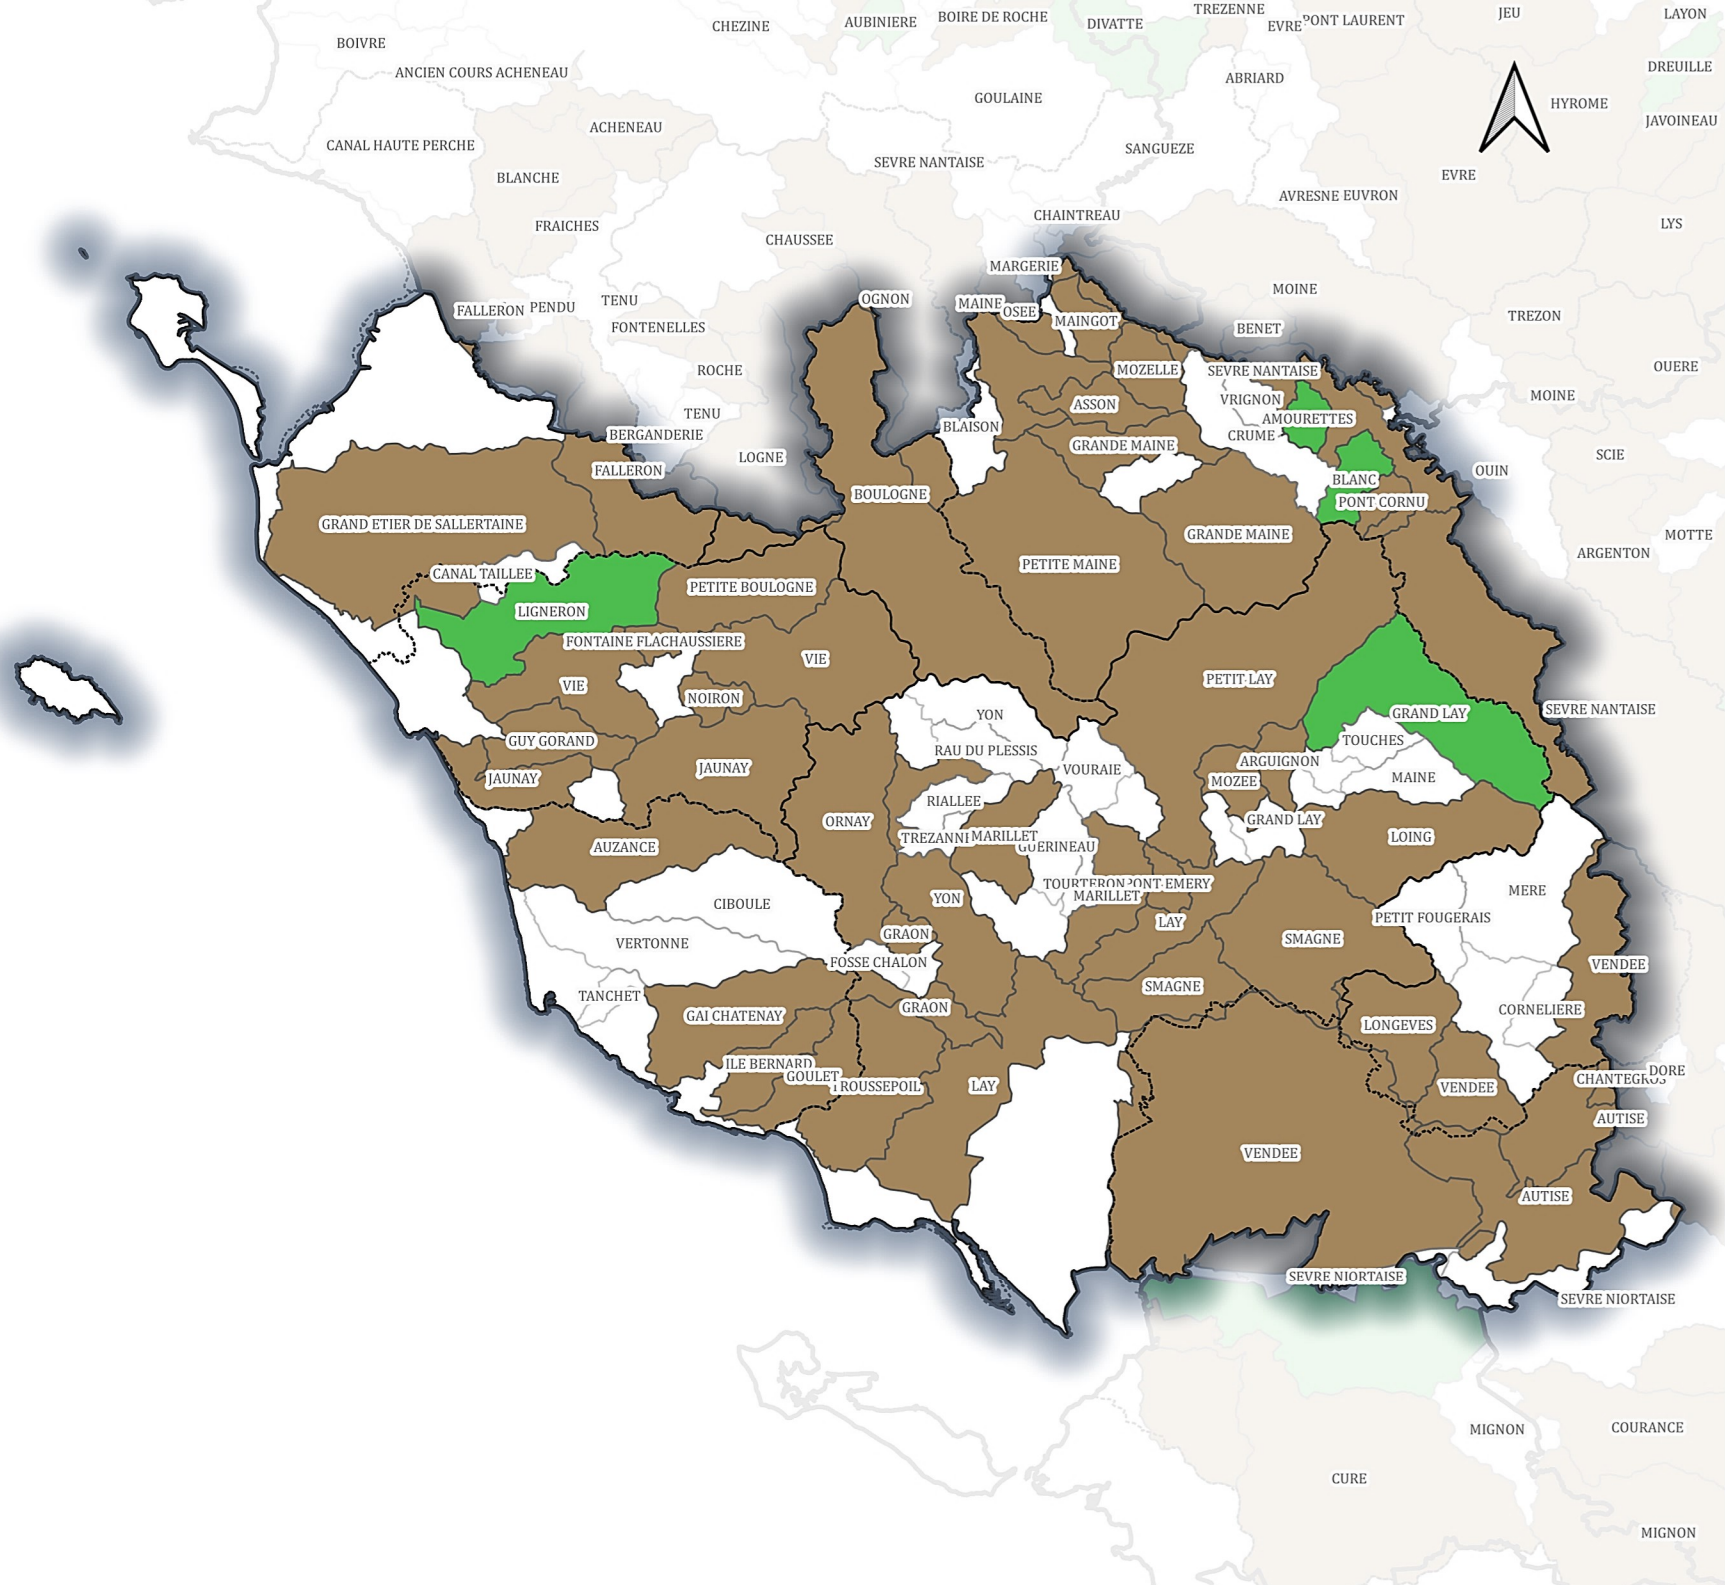 JEU
LAYON
TREZENNE
BOIRE DE ROCHE
PONT LAURENT
AUBINIERE
DIVATTE
CHEZINE
EVRE
BOIVRE
DREUILLE
ANCIEN COURS ACHENEAU
ABRIARD
GOULAINE
HYROME
JAVOINEAU
ACHENEAU
CANAL HAUTE PERCHE
SANGUEZE
SEVRE NANTAISE
EVRE
BLANCHE
AVRESNE EUVRON
CHAINTREAU
LYS
FRAICHES
CHAUSSEE
MARGERIE
MOINE
OGNON
TENU
MAINE
FALLERON
PENDU
OSEE
TREZON
MAINGOT
FONTENELLES
BENET
OUERE
ROCHE
MOZELLE
SEVRE NANTAISE
MOINE
VRIGNON
ASSON
TENU
AMOURETTES
BLAISON
BERGANDERIE
CRUME
GRANDE MAINE
SCIE
LOGNE
FALLERON
OUIN
BLANC
BOULOGNE
PONT CORNU
GRAND ETIER DE SALLERTAINE
GRANDE MAINE
MOTTE
ARGENTON
PETITE MAINE
CANAL TAILLEE
PETITE BOULOGNE
LIGNERON
FONTAINE FLACHAUSSIERE
VIE
PETIT LAY
VIE
NOIRON
SEVRE NANTAISE
GRAND LAY
YON
GUY GORAND
TOUCHES
RAU DU PLESSIS
ARGUIGNON
JAUNAY
VOURAIE
JAUNAY
MAINE
MOZEE
RIALLEE
GRAND LAY
ORNAY
MARILLET
LOING
GUERINEAU
AUZANCE
PONT EMERY
MARILLET
MERE
YON
CIBOULE
PETIT FOUGERAIS
LAY
GRAON
SMAGNE
VERTONNE
FOSSE CHALON
VENDEE
SMAGNE
TANCHET
GRAON
CORNELIERE
GAI CHATENAY
LONGEVES
ILE BERNARD
DORE
GOULET
LAY
VENDEE
ROUSSEPOIL
AUTISE
VENDEE
AUTISE
SEVRE NIORTAISE
SEVRE NIORTAISE
COURANCE
MIGNON
CURE
MIGNON